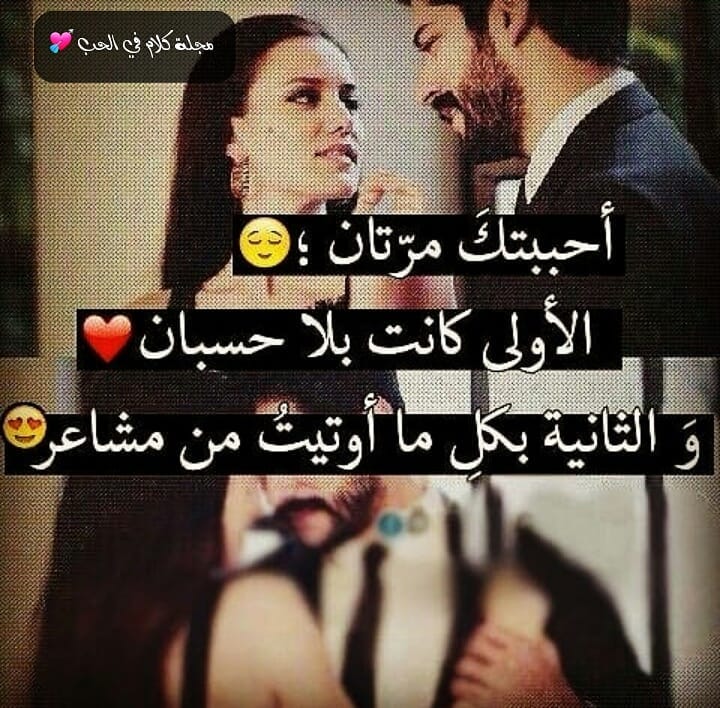 مجلة كلام في الحب 💘
أحببتكَ مرّتان ؛😌
الأولى كانت بلا حسبان❤️
وَ الثانية بكلِ ما أوتيتُ من مشاعر😍